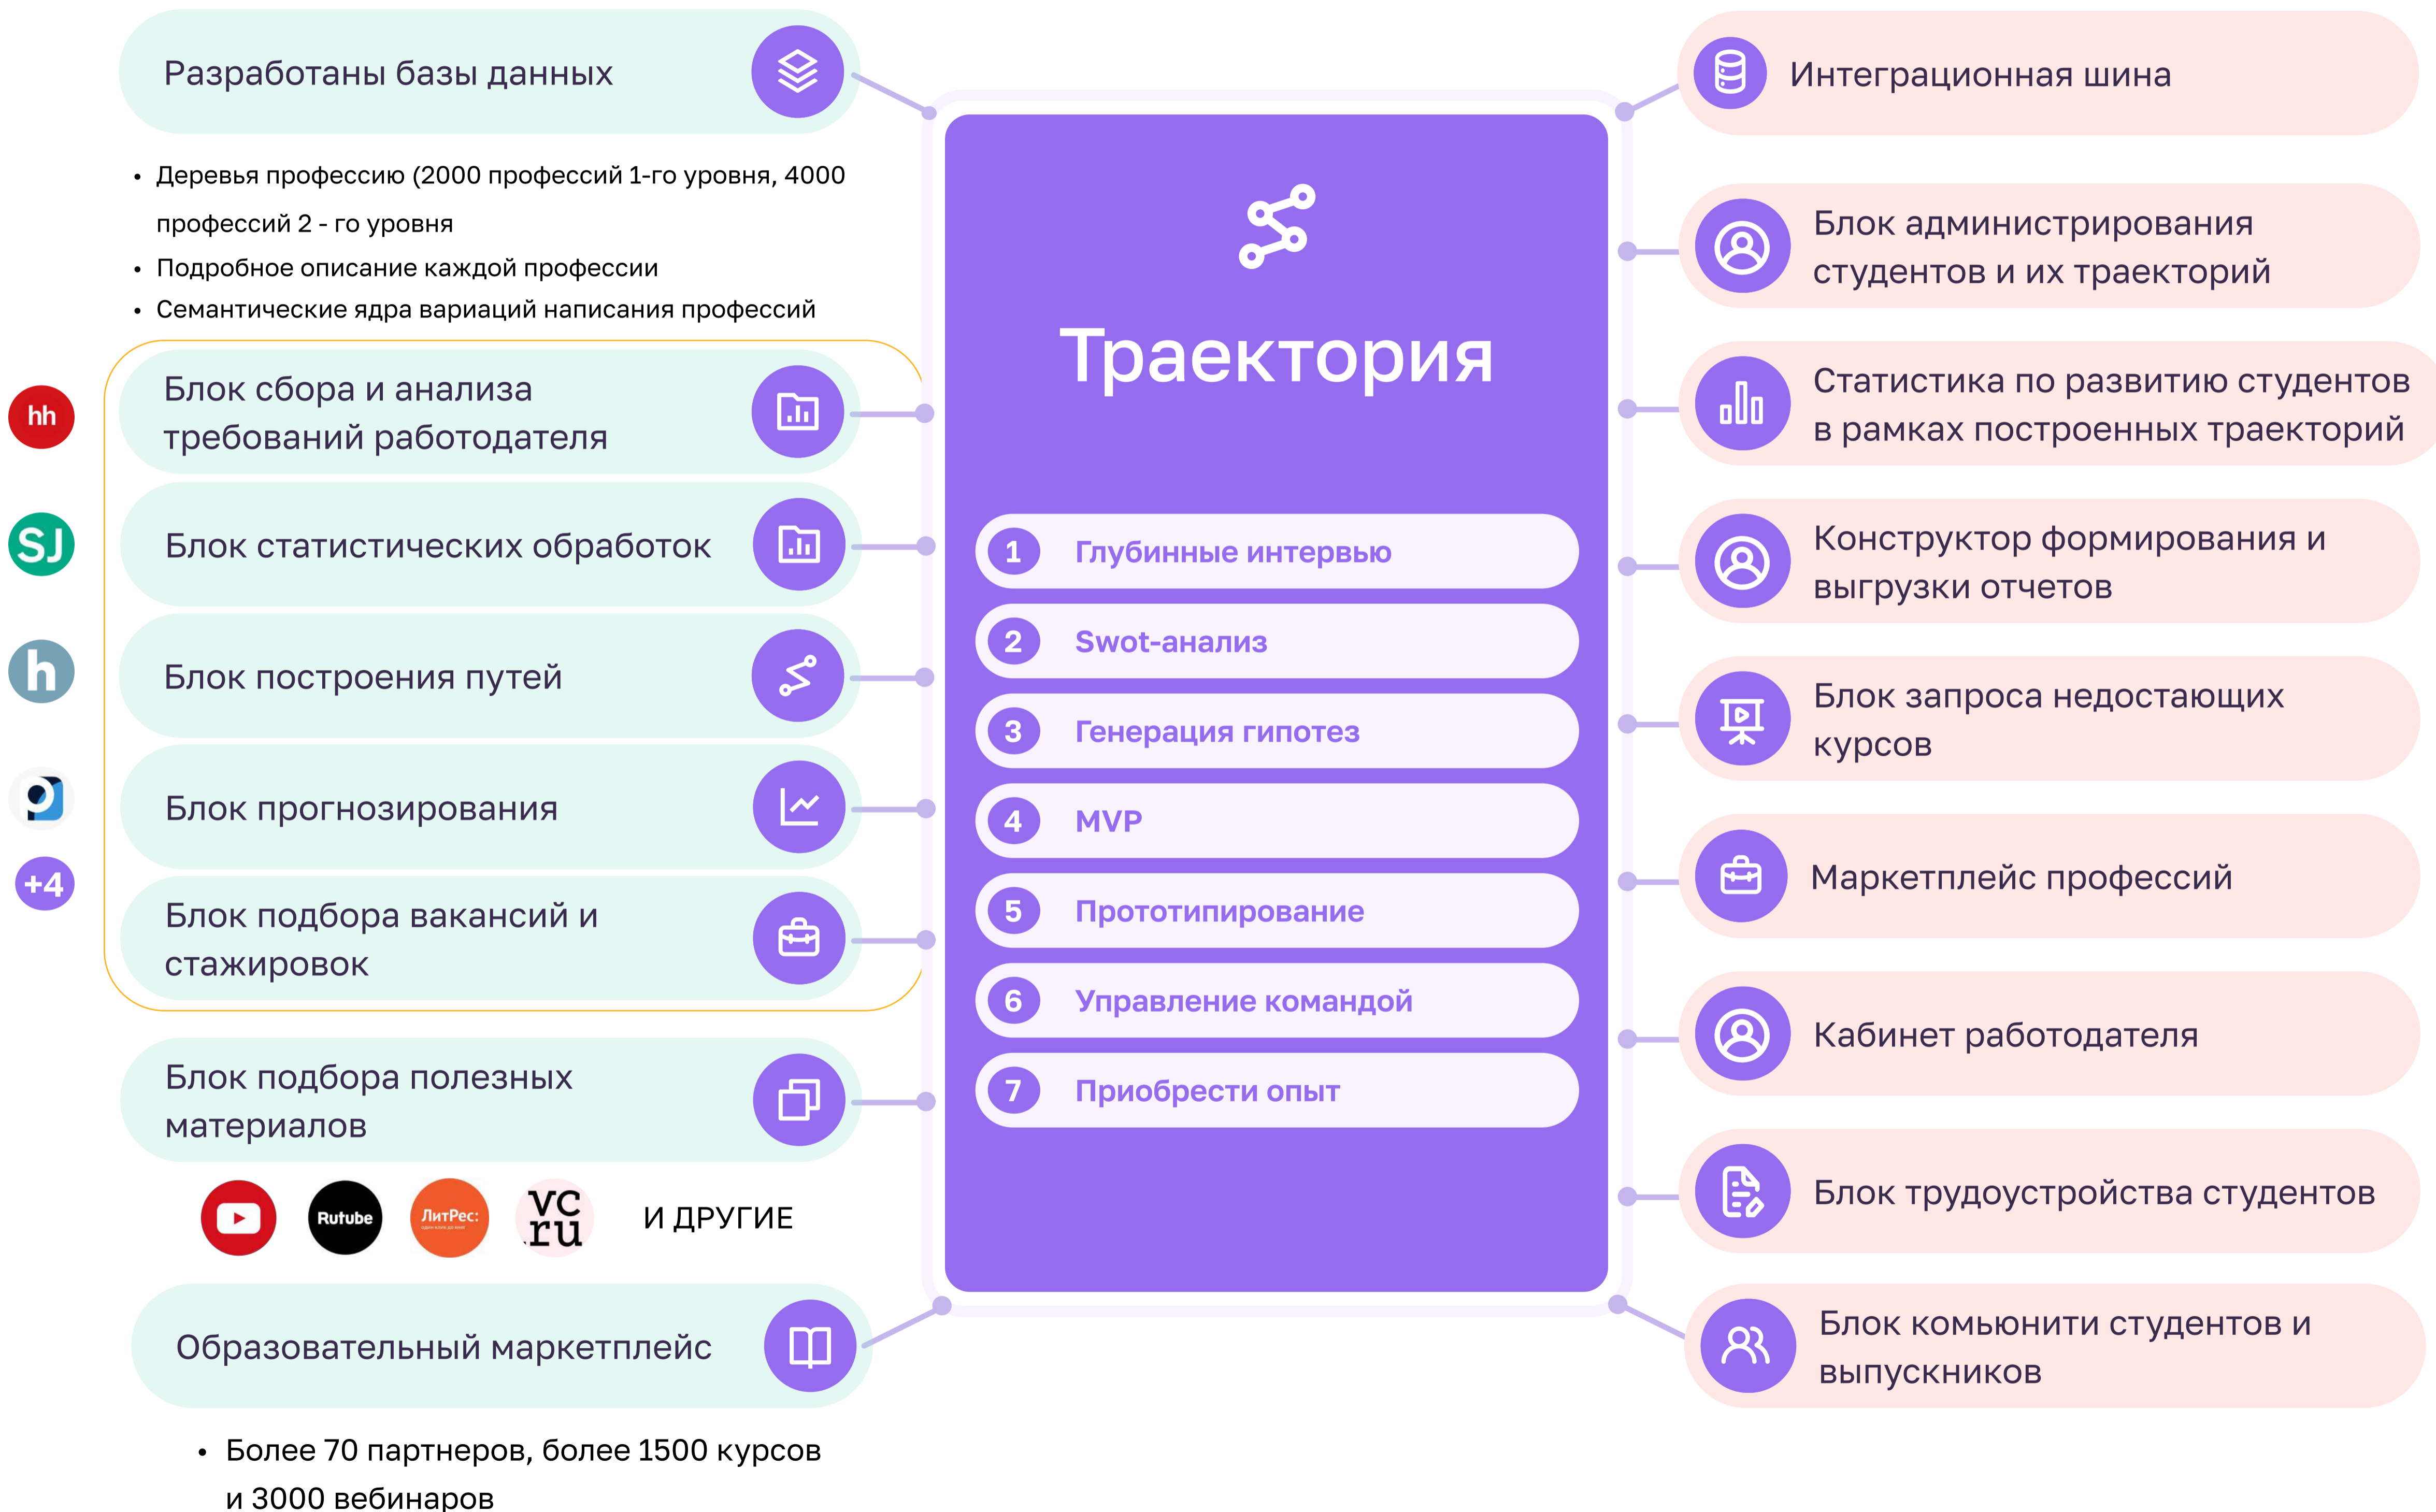 Разработаны базы данных
• Деревья профессию (2000 профессий 1-го уровня, 4000
профессий 2 - го уровня
• Подробное описание каждой профессии
• Семантические ядра вариаций написания профессий
hh
SJ
h
+4
Блок сбора и анализа
требований работодателя
Блок статистических обработок
Блок построения путей
Блок прогнозирования
Блок подбора вакансий и
стажировок
Блок подбора полезных
материалов
Rutube
ЛитРес:
vc
.ru
И ДРУГИЕ
Образовательный маркетплейс
• Более 70 партнеров, более 1500 курсов
и 3000 вебинаров
Траектория
1 Глубинные интервью
2 Swot-анализ
3 Генерация гипотез
4 MVP
5 Прототипирование
6 Управление командой
7 Приобрести опыт
Интеграционная шина
Блок администрирования
студентов и их траекторий
Статистика по развитию студентов
в рамках построенных траекторий
Конструктор формирования и
выгрузки отчетов
Блок запроса недостающих
курсов
Маркетплейс профессий
Кабинет работодателя
Блок трудоустройства студентов
Блок комьюнити студентов и
выпускников